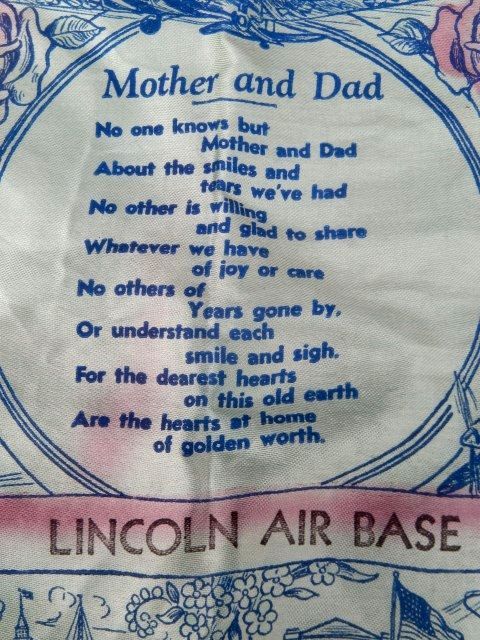 Mother and Dad
No one knows but
Mother and Dad
About the smiles and
tears we've had
No other is willing
and glad to share
Whatever we have
of joy or care
No others of
Years gone by,
Or understand each
smile and sigh.
For the dearest hearts
on this old earth
Are the hearts at home
of golden worth.
LINCOLN AIR BASE